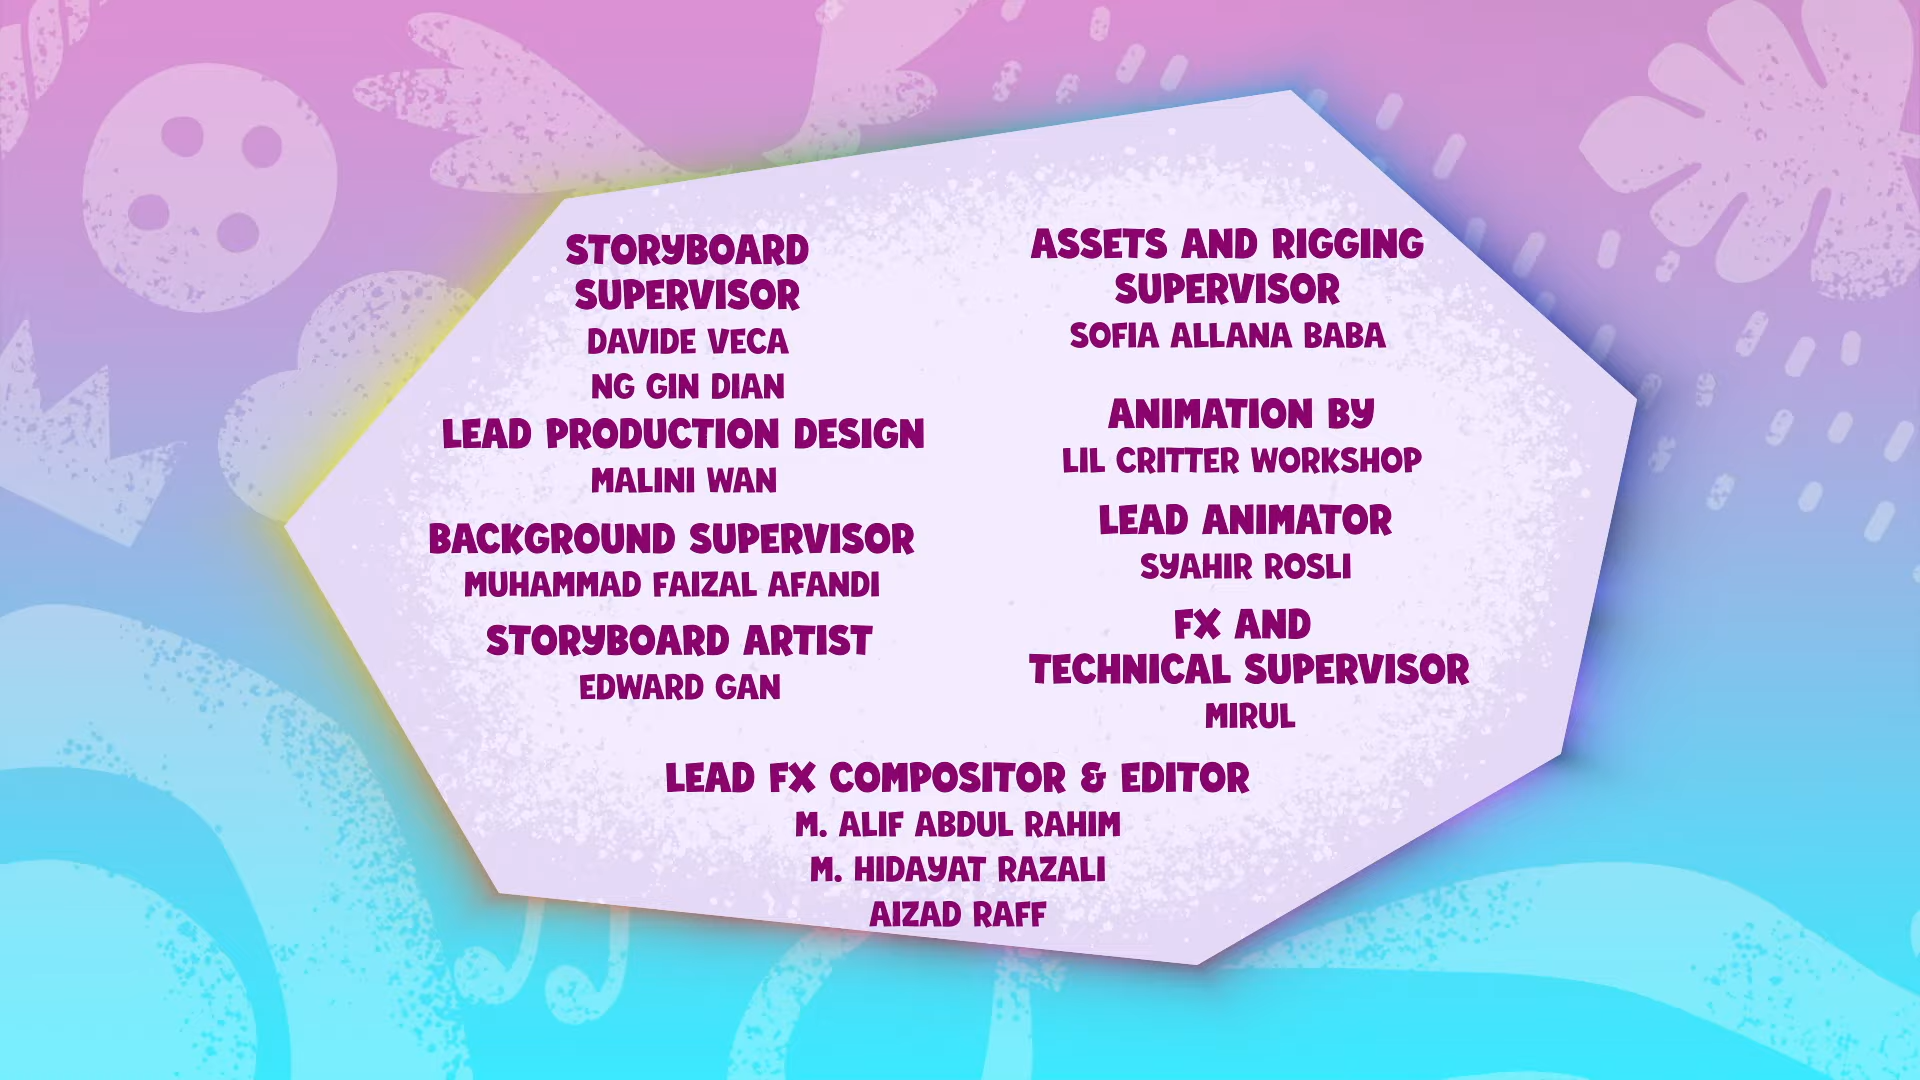 STORYBOARD
SUPERVISOR
DAVIDE VECA
NG GIN DIAN
LEAD PRODUCTION DESIGN
MALINI WAN
BACKGROUND SUPERVISOR
MUHAMMAD FAIZAL AFANDI
STORYBOARD ARTIST
EDWARD GAN
ASSETS AND RIGGING
SUPERVISOR
SOFIA ALLANA BABA
ANIMATION BY
LIL CRITTER WORKSHOP
LEAD ANIMATOR
SYAHIR ROSLI
FX AND
TECHNICAL SUPERVISOR
MIRUL
LEAD FX COMPOSITOR & EDITOR
M. ALIF ABDUL RAHIM
M. HIDAYAT RAZALI
AIZAD RAFF